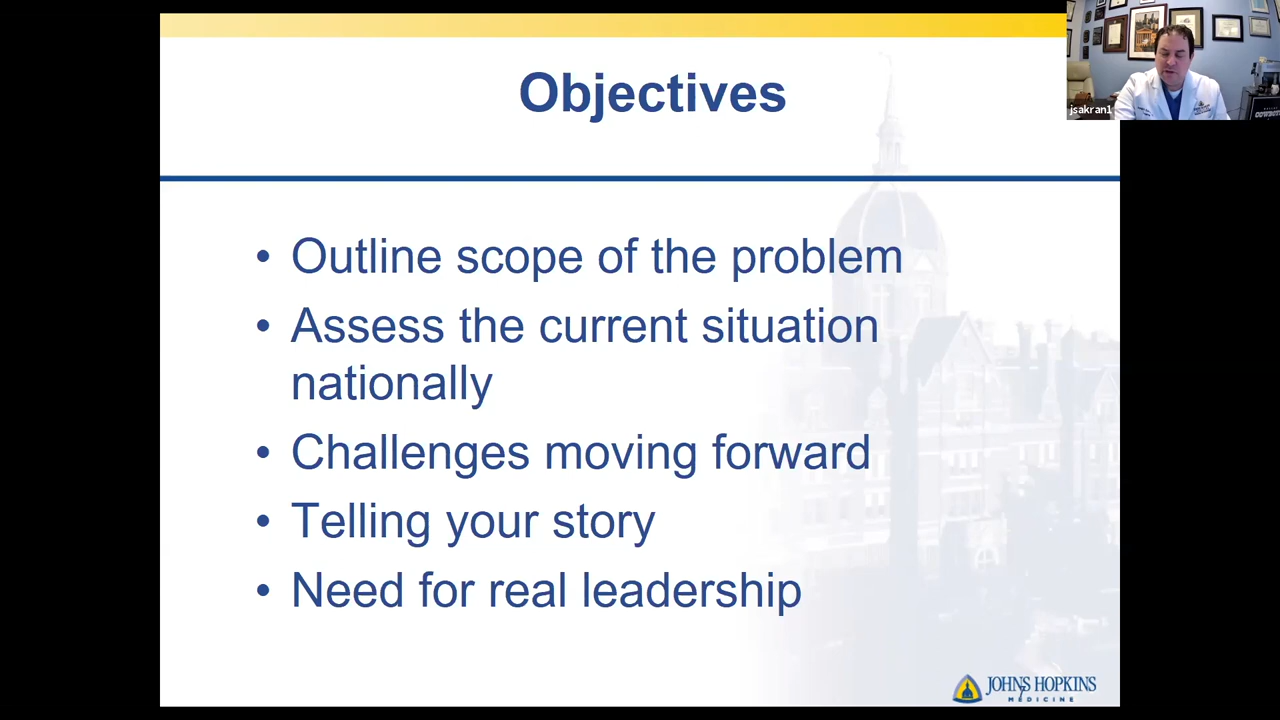 Objectives
jsakran1
• Outline scope of the problem
• Assess the current situation
nationally
• Challenges moving forward
• Telling your story
• Need for real leadership
JOHNS HOPKINS
MEDICINE